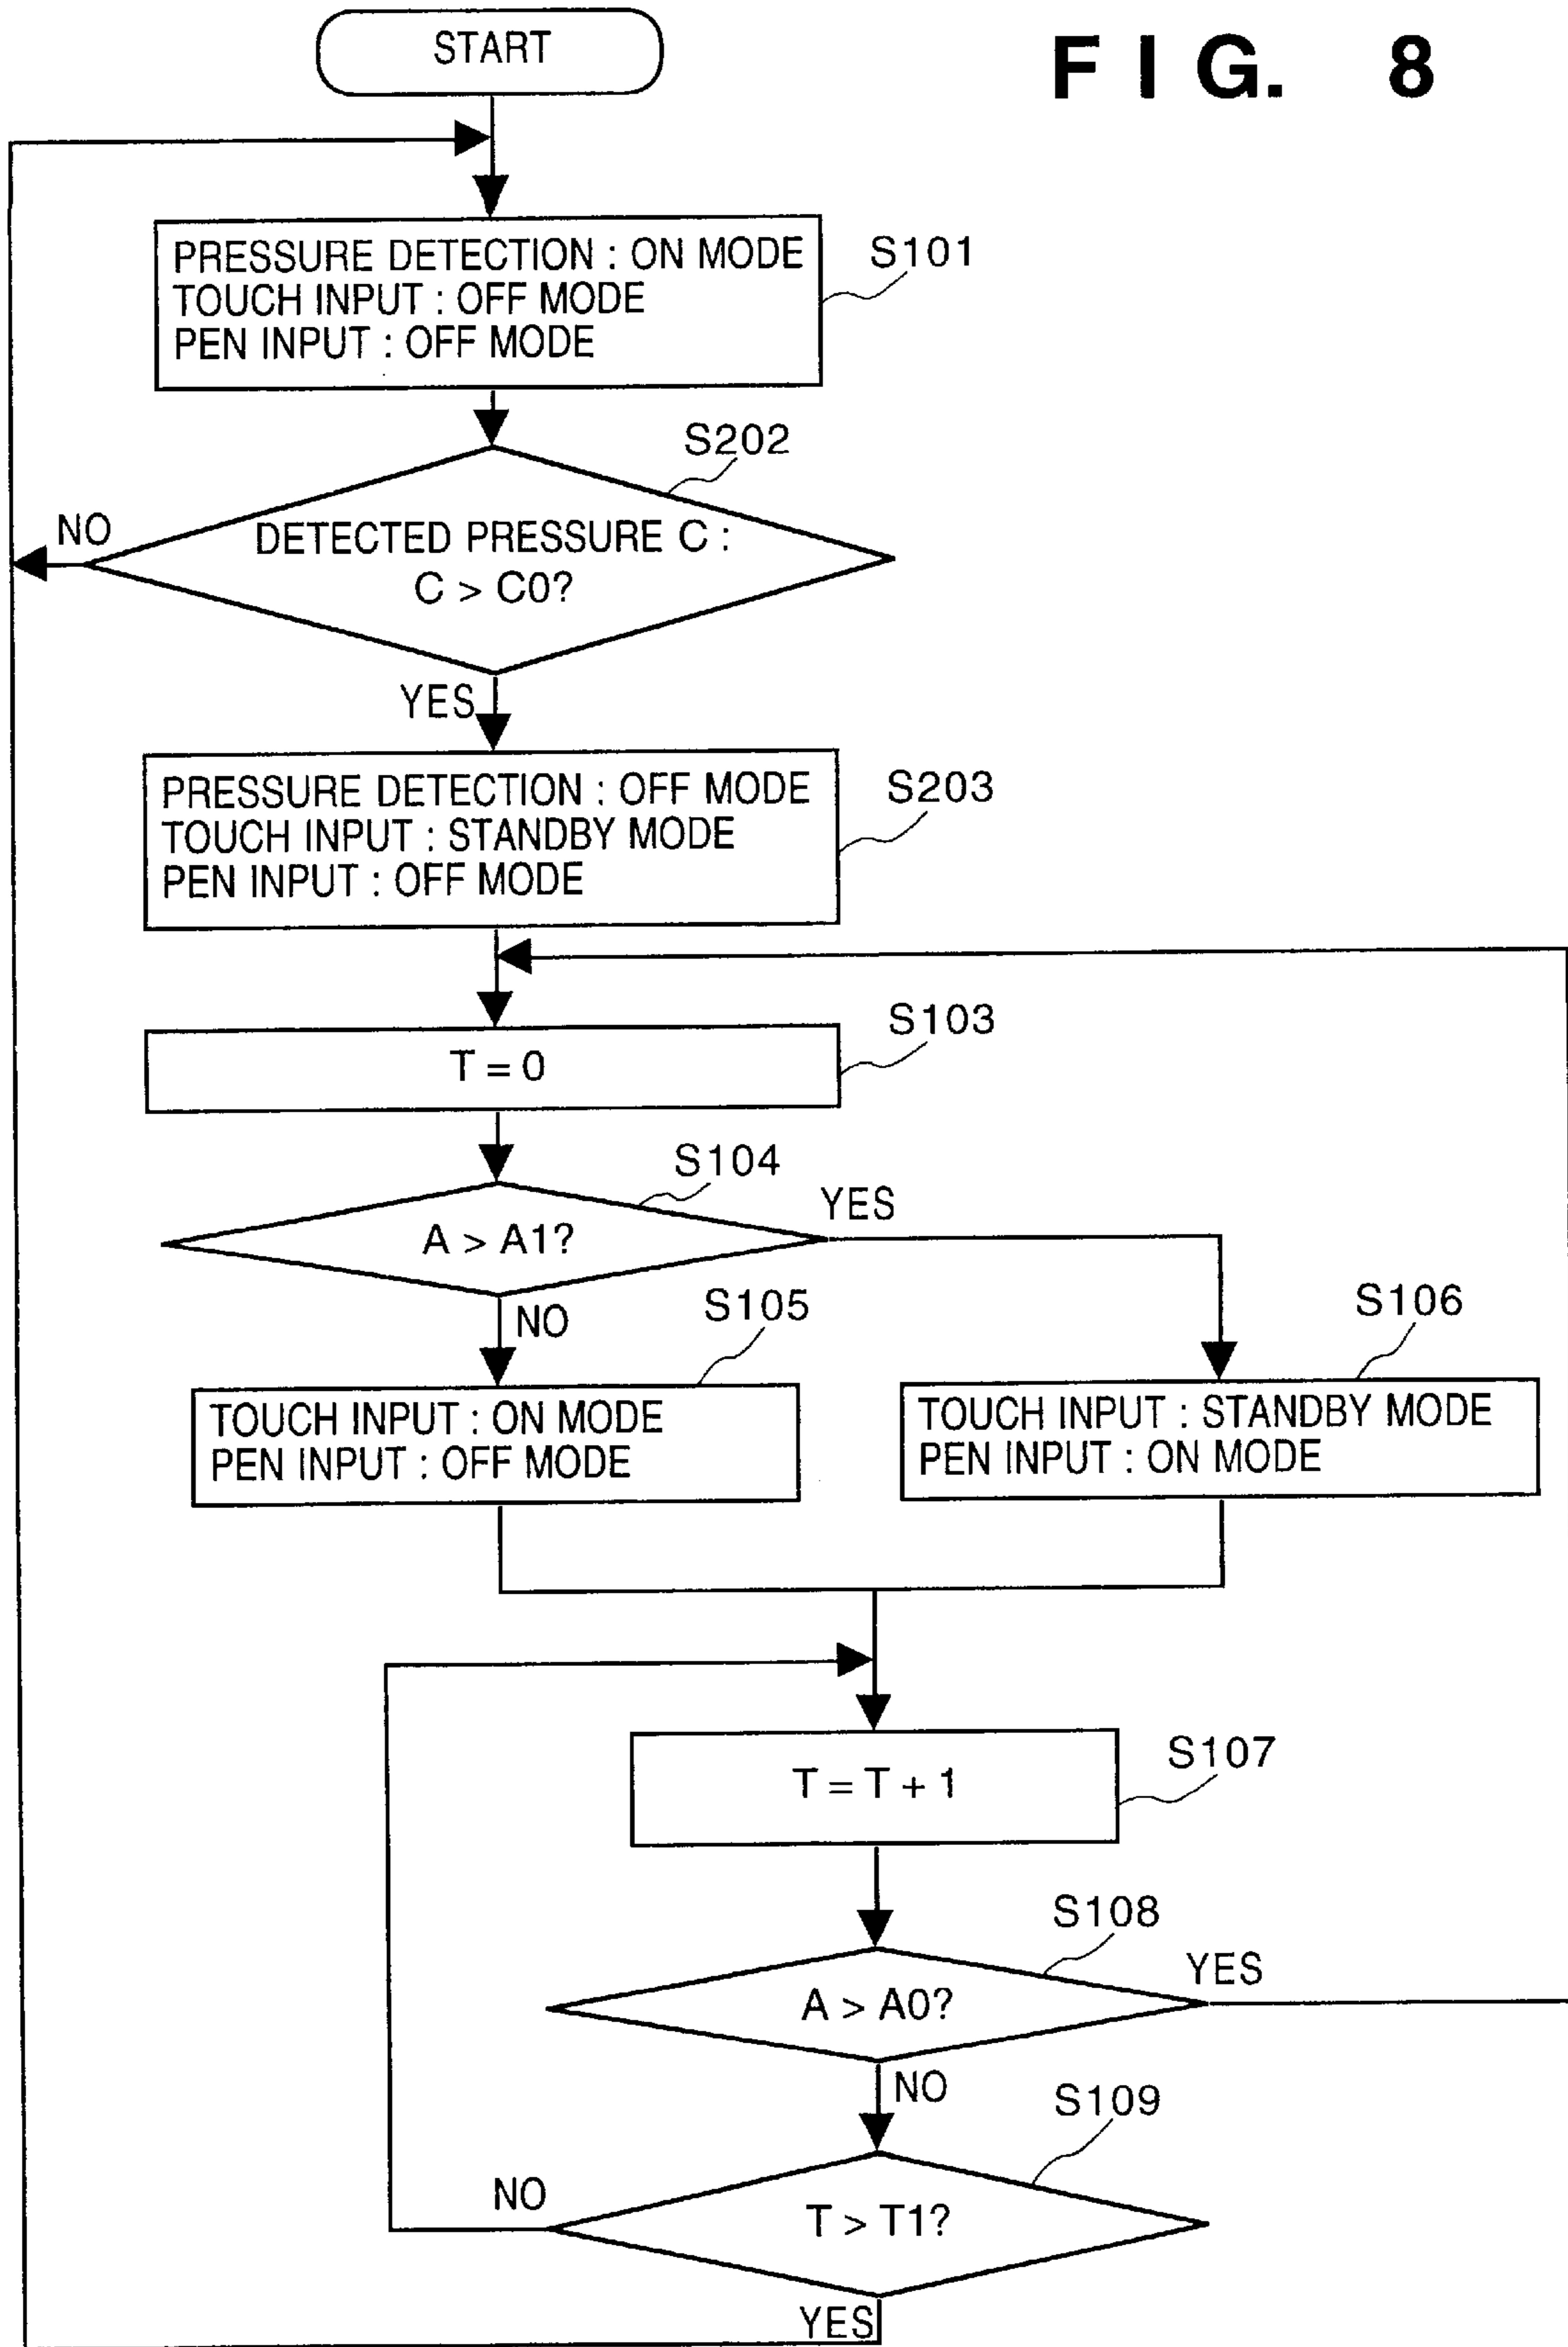 START
F I G. 8
PRESSURE DETECTION : ON MODE
TOUCH INPUT : OFF MODE
PEN INPUT : OFF MODE
S101
S202
NO
DETECTED PRESSURE C :
C > C0?
YES
PRESSURE DETECTION : OFF MODE
TOUCH INPUT : STANDBY MODE
PEN INPUT : OFF MODE
S203
S103
T = 0
S104
YES
A > A1?
NO
S105
S106
TOUCH INPUT : ON MODE
PEN INPUT : OFF MODE
TOUCH INPUT : STANDBY MODE
PEN INPUT : ON MODE
S107
T = T + 1
S108
YES
A > A0?
NO
S109
NO
T > T1?
YES